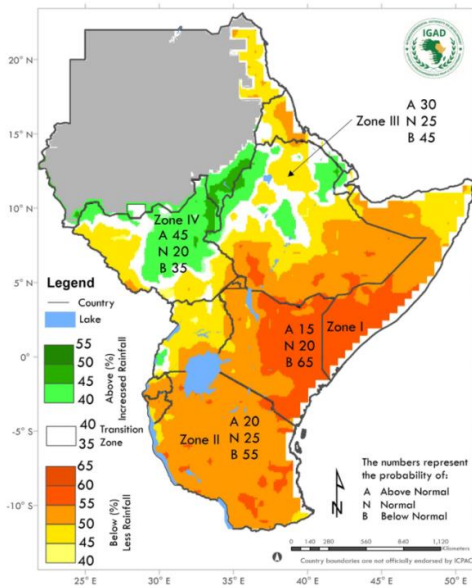 IGAD
20° N
15° N
10° N
5° N
0°
-5° S
-10° S
25° E
30° E
35° E
40° E
45° E
50° E
A 30
Zone III N 25
B 45
Zone IV
A 45
N 20
B 35
A 15 Zone I
N 20
B 65
A 20
Zone II N 25
B 55
Legend
Country
Lake
Above (%)
Increased Rainfall
55
50
45
40
40
35
Transition
Zone
Below (%)
Less Rainfall
65
60
55
50
45
40
The numbers represent
the probability of:
A Above Normal
N Normal
B Below Normal
N
0 140 280 560 840 1,120
Kilometers
Country boundaries are not officially endorsed by ICPAC